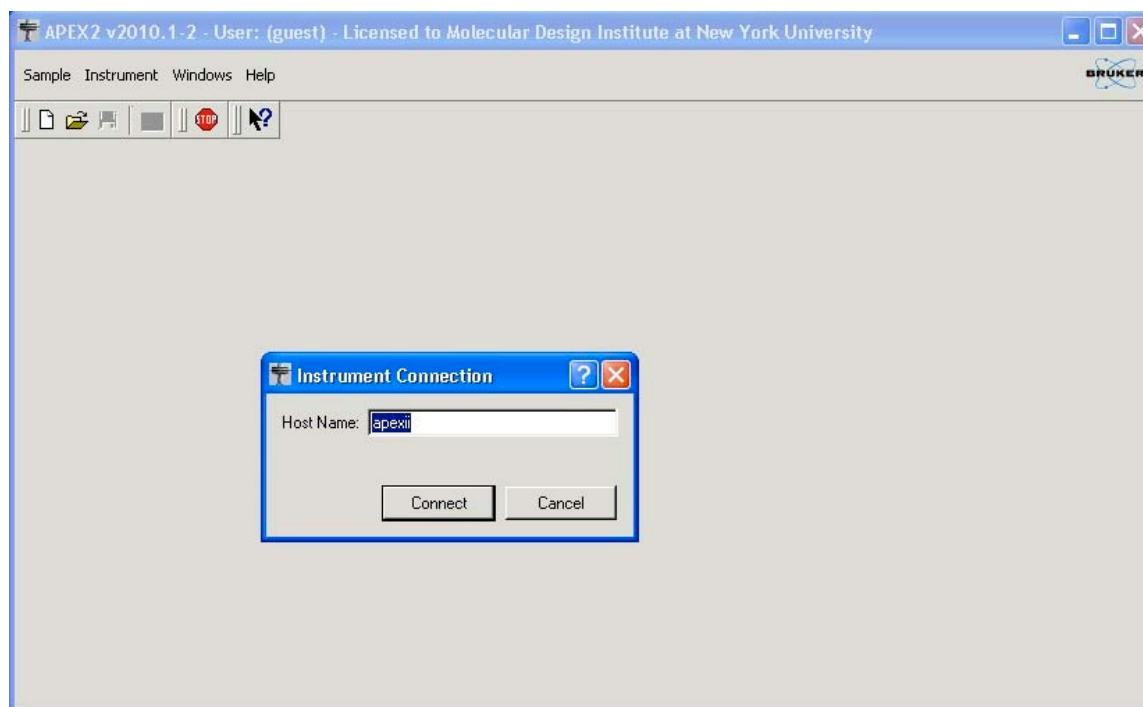 APEX2 v2010.1-2 - User: (guest) - Licensed to Molecular Design Institute at New York University
Sample Instrument Windows Help
BRUKER
STOP
Instrument Connection
Host Name: apexii
Connect Cancel